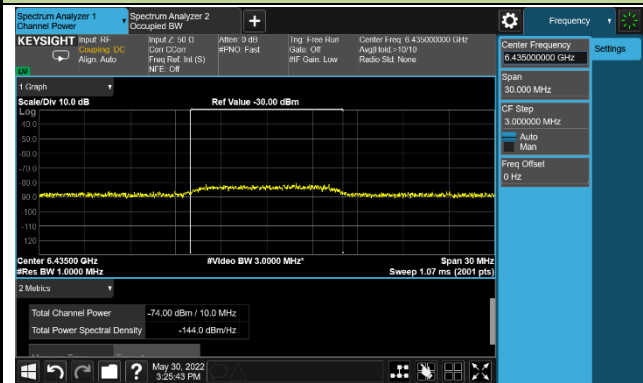 Spectrum Analyzer 1
Channel Power
Spectrum Analyzer 2
Occupied BW
Frequency
KEYSIGHT
Input: RF
Coupling: DC
Align: Auto
Input Z: 50 Ω
Corr CCorr
Freq Ref: Int (S)
NFE: Off
Atten: 0 dB
#PNO: Fast
Trig: Free Run
Gate: Off
#IF Gain: Low
Center Freq: 6.435000000 GHz
Avg|Hold:>10/10
Radio Std: None
Center Frequency
6.435000000 GHz
Settings
Span
30.000 MHz
CF Step
3.000000 MHz
Auto
Man
Freq Offset
0 Hz
1 Graph
Scale/Div 10.0 dB
Ref Value -30.00 dBm
Log
-40.0
-50.0
-60.0
-70.0
-80.0
-90.0
-100
-110
-120
Center 6.43500 GHz
#Video BW 3.0000 MHz*
Span 30 MHz
#Res BW 1.0000 MHz
Sweep 1.07 ms (2001 pts)
2 Metrics
Total Channel Power -74.00 dBm / 10.0 MHz
Total Power Spectral Density -144.0 dBm/Hz
May 30, 2022
3:25:43 PM